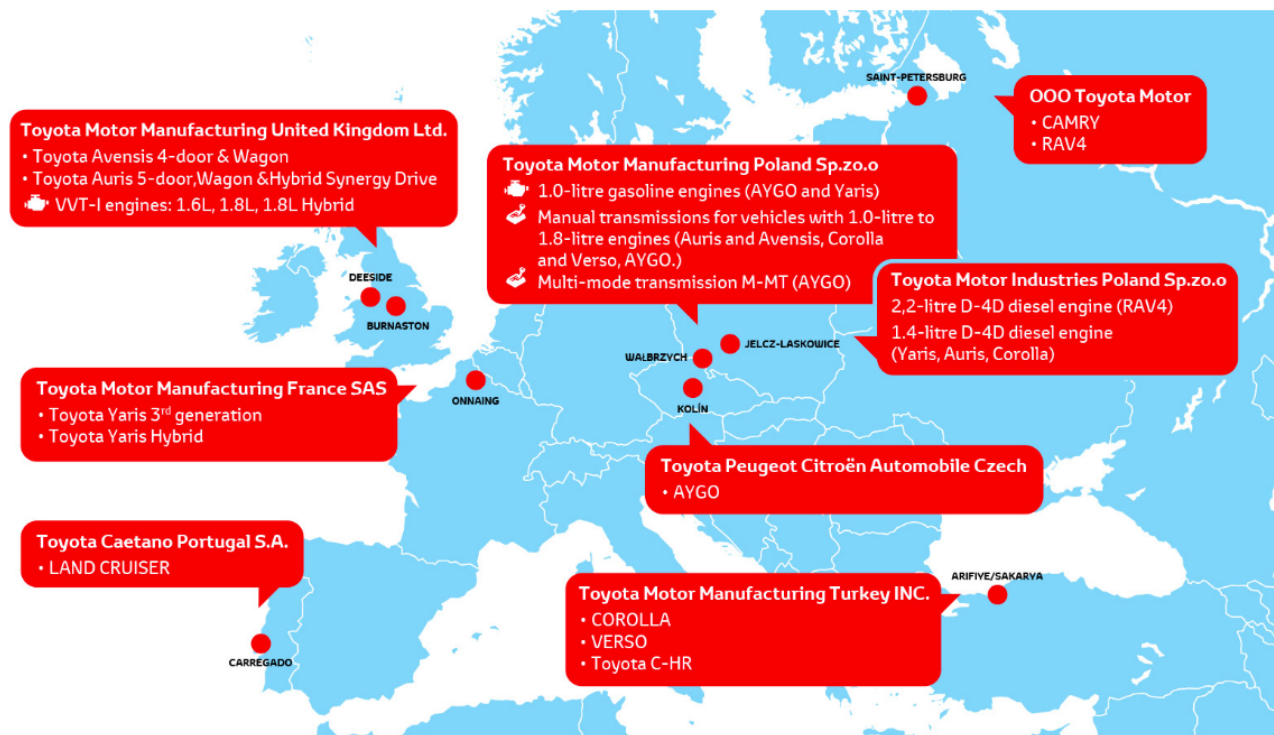 SAINT-PETERSBURG
OOO Toyota Motor
• CAMRY
• RAV4
Toyota Motor Manufacturing United Kingdom Ltd.
• Toyota Avensis 4-door & Wagon
• Toyota Auris 5-door,Wagon &Hybrid Synergy Drive
VVT-I engines: 1.6L, 1.8L, 1.8L Hybrid
Toyota Motor Manufacturing Poland Sp.zo.o
1.0-litre gasoline engines (AYGO and Yaris)
Manual transmissions for vehicles with 1.0-litre to
1.8-litre engines (Auris and Avensis, Corolla
and Verso, AYGO.)
Multi-mode transmission M-MT (AYGO)
Toyota Motor Industries Poland Sp.zo.o
2,2-litre D-4D diesel engine (RAV4)
1.4-litre D-4D diesel engine
(Yaris, Auris, Corolla)
DEESIDE
BURNASTON
JELCZ-LASKOWICE
WAŁBRZYCH
Toyota Motor Manufacturing France SAS
• Toyota Yaris 3rd generation
• Toyota Yaris Hybrid
ONNAING
KOLÍN
Toyota Peugeot Citroën Automobile Czech
• AYGO
Toyota Caetano Portugal S.A.
• LAND CRUISER
CARREGADO
Toyota Motor Manufacturing Turkey INC.
• COROLLA
• VERSO
• Toyota C-HR
ARIFIYE/SAKARYA